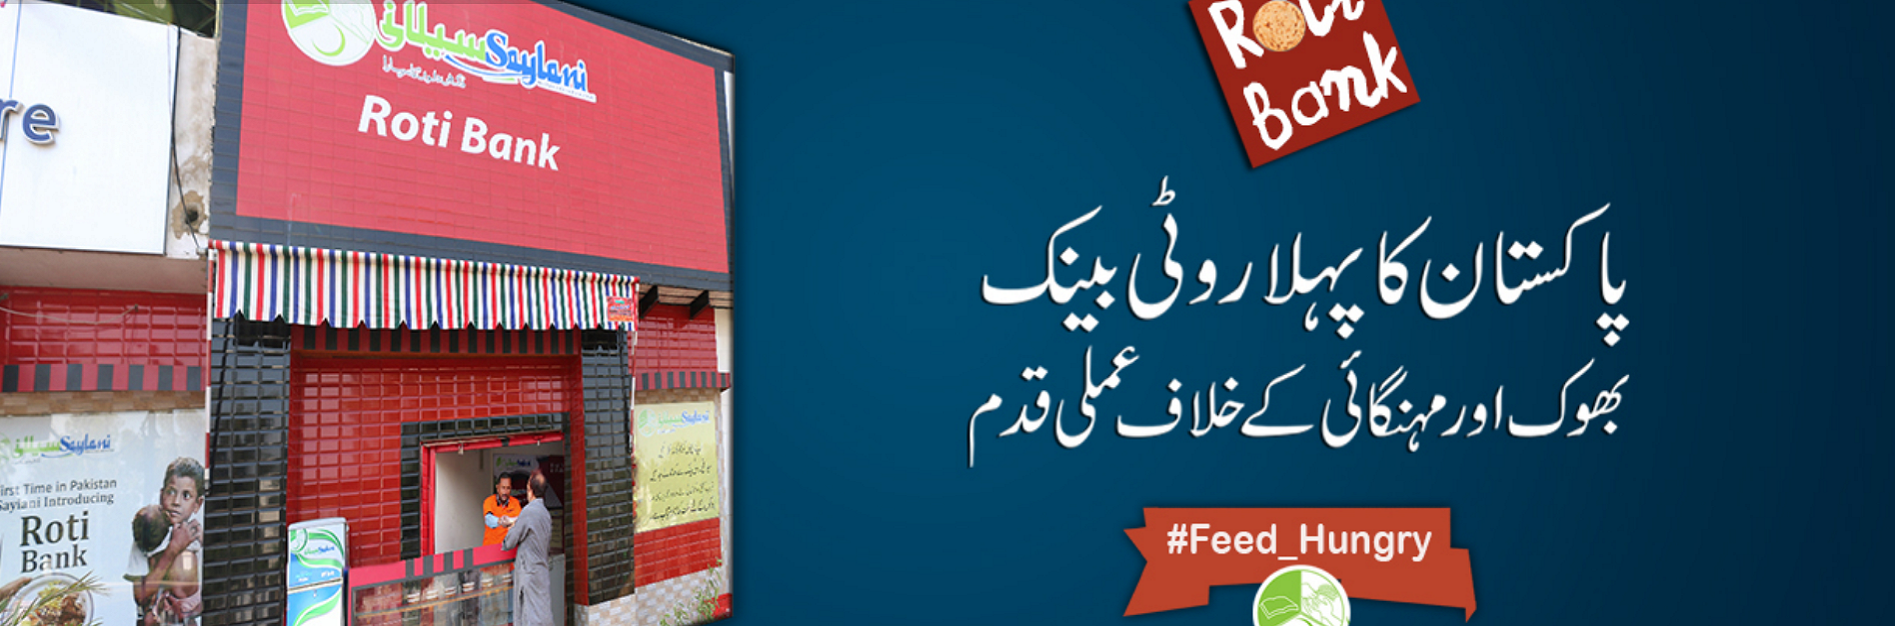 re
سیلانی Saylani
Roti Bank
Saylani
First Time in Pakistan
Saylani Introducing
Roti
Bank
Roti
Bank
پاکستان کا پہلا روٹی بینک
بھوک اور مہنگائی کے خلاف عملی قدم
#Feed_Hungry